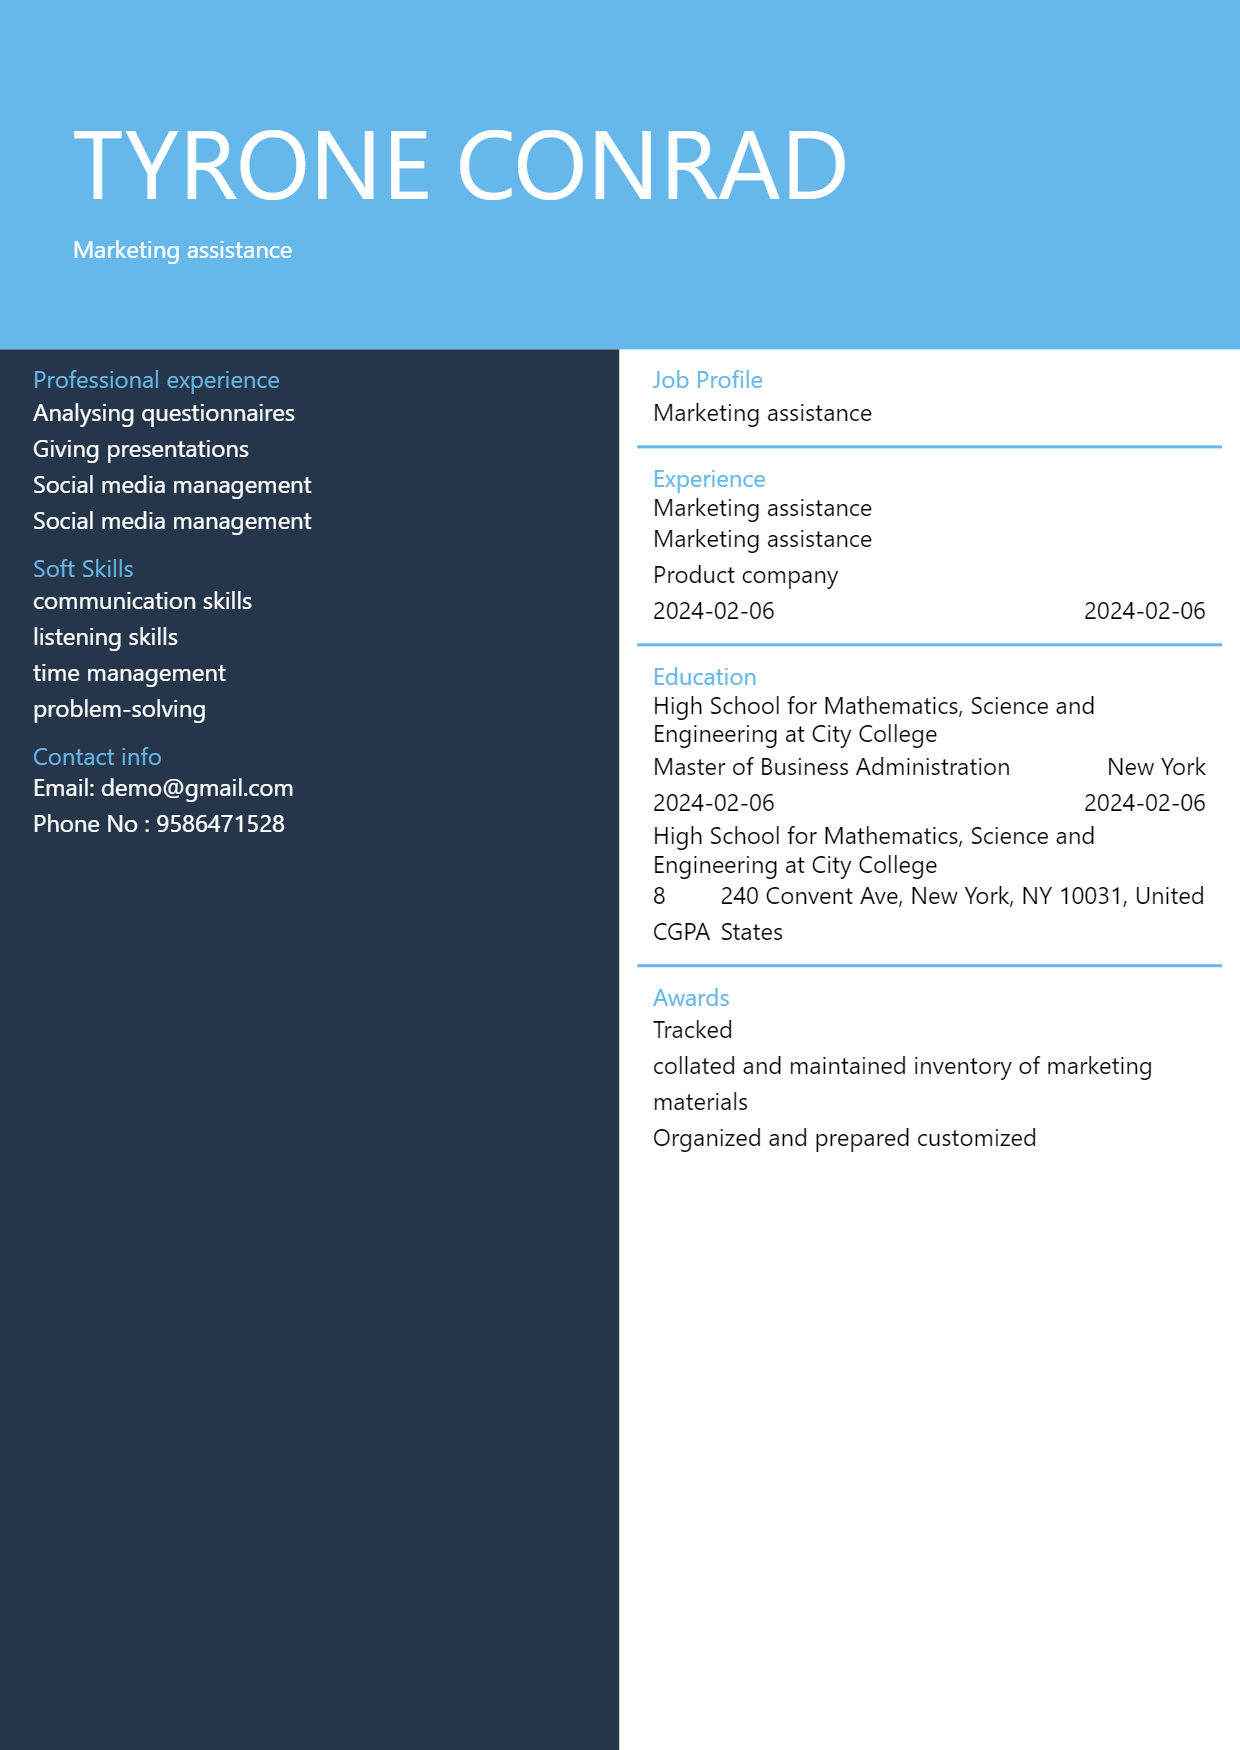 TYRONE CONRAD
Marketing assistance
Professional experience
Analysing questionnaires
Giving presentations
Social media management
Social media management
Soft Skills
communication skills
listening skills
time management
problem-solving
Contact info
Email: demo@gmail.com
Phone No : 9586471528
Job Profile
Marketing assistance
Experience
Marketing assistance
Marketing assistance
Product company
2024-02-06 2024-02-06
Education
High School for Mathematics, Science and
Engineering at City College
Master of Business Administration New York
2024-02-06 2024-02-06
High School for Mathematics, Science and
Engineering at City College
8 240 Convent Ave, New York, NY 10031, United
CGPA States
Awards
Tracked
collated and maintained inventory of marketing
materials
Organized and prepared customized